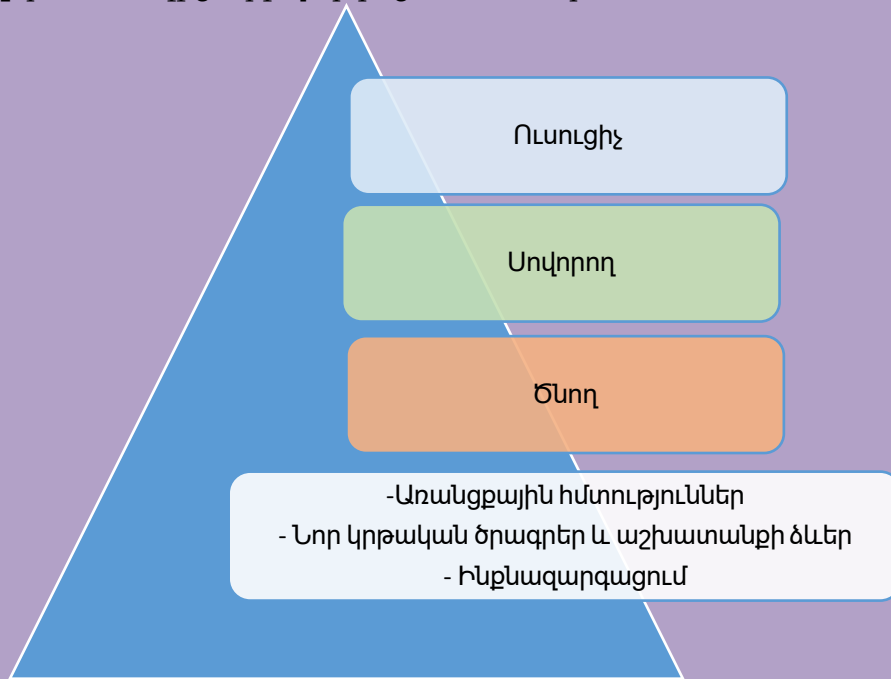 Ուսուցիչ
Սովորող
Ծնող
-Առանցքային հմտություններ
- Նոր կրթական ծրագրեր և աշխատանքի ձևեր
- Ինքնազարգացում